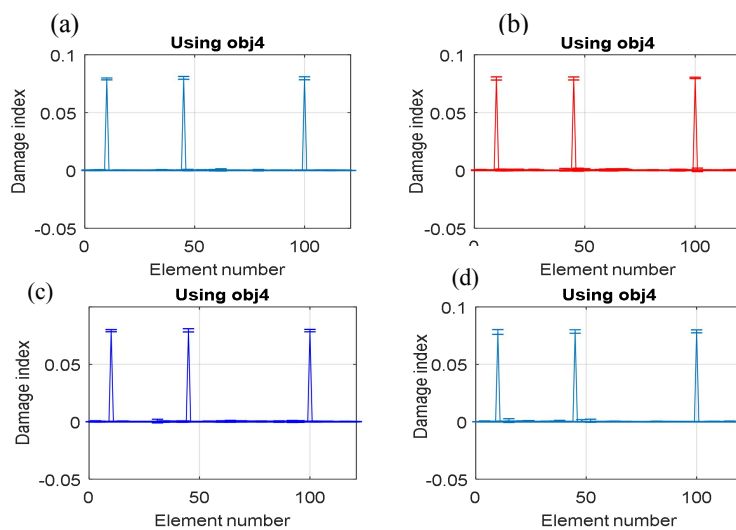 (a)
Using obj4
0.1
0.05
0
-0.05
Damage index
0 50 100
Element number
(b)
Using obj4
0.1
0.05
0
-0.05
Damage index
50 100
Element number
(c)
Using obj4
0.05
0
-0.05
Damage index
0 50 100
Element number
(d)
Using obj4
0.1
0.05
0
-0.05
Damage index
0 50 100
Element number